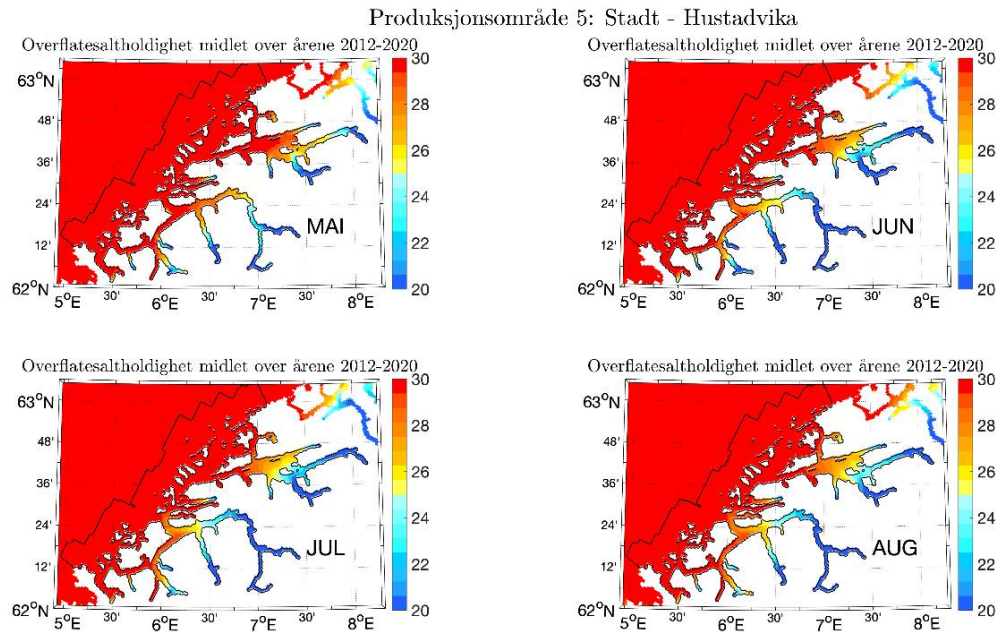 Produksjonsområde 5: Stadt - Hustadvika
Overflatesaltholdighet midlet over årene 2012-2020
63°N
48'
36'
24'
12'
62°N
5°E
30'
6°E
30'
7°E
30'
8°E
MAI
30
28
26
24
22
20
Overflatesaltholdighet midlet over årene 2012-2020
63°N
48'
36'
24'
12'
62°N
5°E
30'
6°E
30'
7°E
30'
8°E
JUN
30
28
26
24
22
20
Overflatesaltholdighet midlet over årene 2012-2020
63°N
48'
36'
24'
12'
62°N
5°E
30'
6°E
30'
7°E
30'
8°E
JUL
30
28
26
24
22
20
Overflatesaltholdighet midlet over årene 2012-2020
63°N
48'
36'
24'
12'
62°N
5°E
30'
6°E
30'
7°E
30'
8°E
AUG
30
28
26
24
22
20